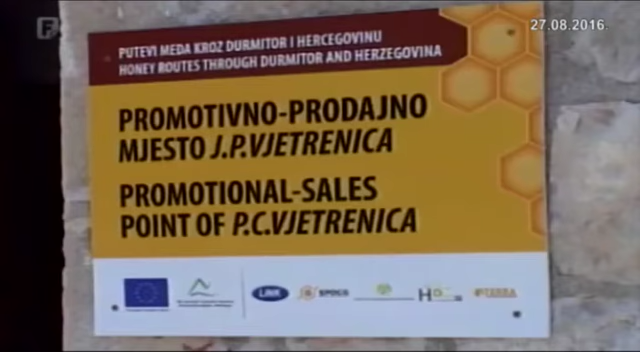 F
27.08.2016.
PUTEVI MEDA KROZ DURMITOR I HERCEGOVINU
HONEY ROUTES THROUGH DURMITOR AND HERZEGOVINA
PROMOTIVNO-PRODAJNO
MJESTO J.P.VJETRENICA
PROMOTIONAL-SALES
POINT OF P.C.VJETRENICA
LINK